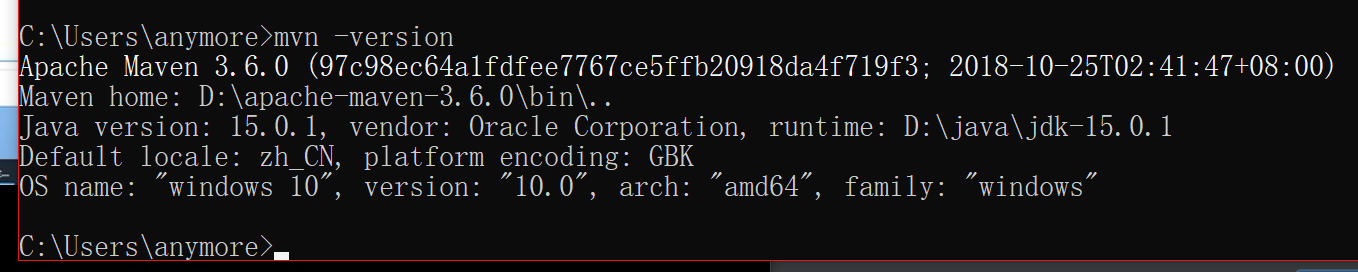 C:\Users\anymore>mvn -version
Apache Maven 3.6.0 (97c98ec64a1fdfee7767ce5ffb20918da4f719f3; 2018-10-25T02:41:47+08:00)
Maven home: D:\apache-maven-3.6.0\bin\..
Java version: 15.0.1, vendor: Oracle Corporation, runtime: D:\java\jdk-15.0.1
Default locale: zh_CN, platform encoding: GBK
OS name: "windows 10", version: "10.0", arch: "amd64", family: "windows"
C:\Users\anymore>